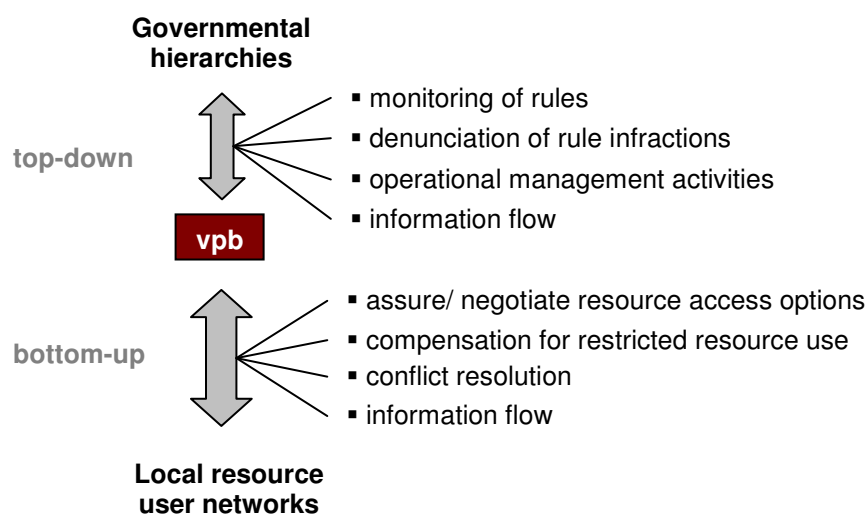 Governmental
hierarchies
top-down
▪ monitoring of rules
▪ denunciation of rule infractions
▪ operational management activities
▪ information flow
vpb
bottom-up
▪ assure/ negotiate resource access options
▪ compensation for restricted resource use
▪ conflict resolution
▪ information flow
Local resource
user networks